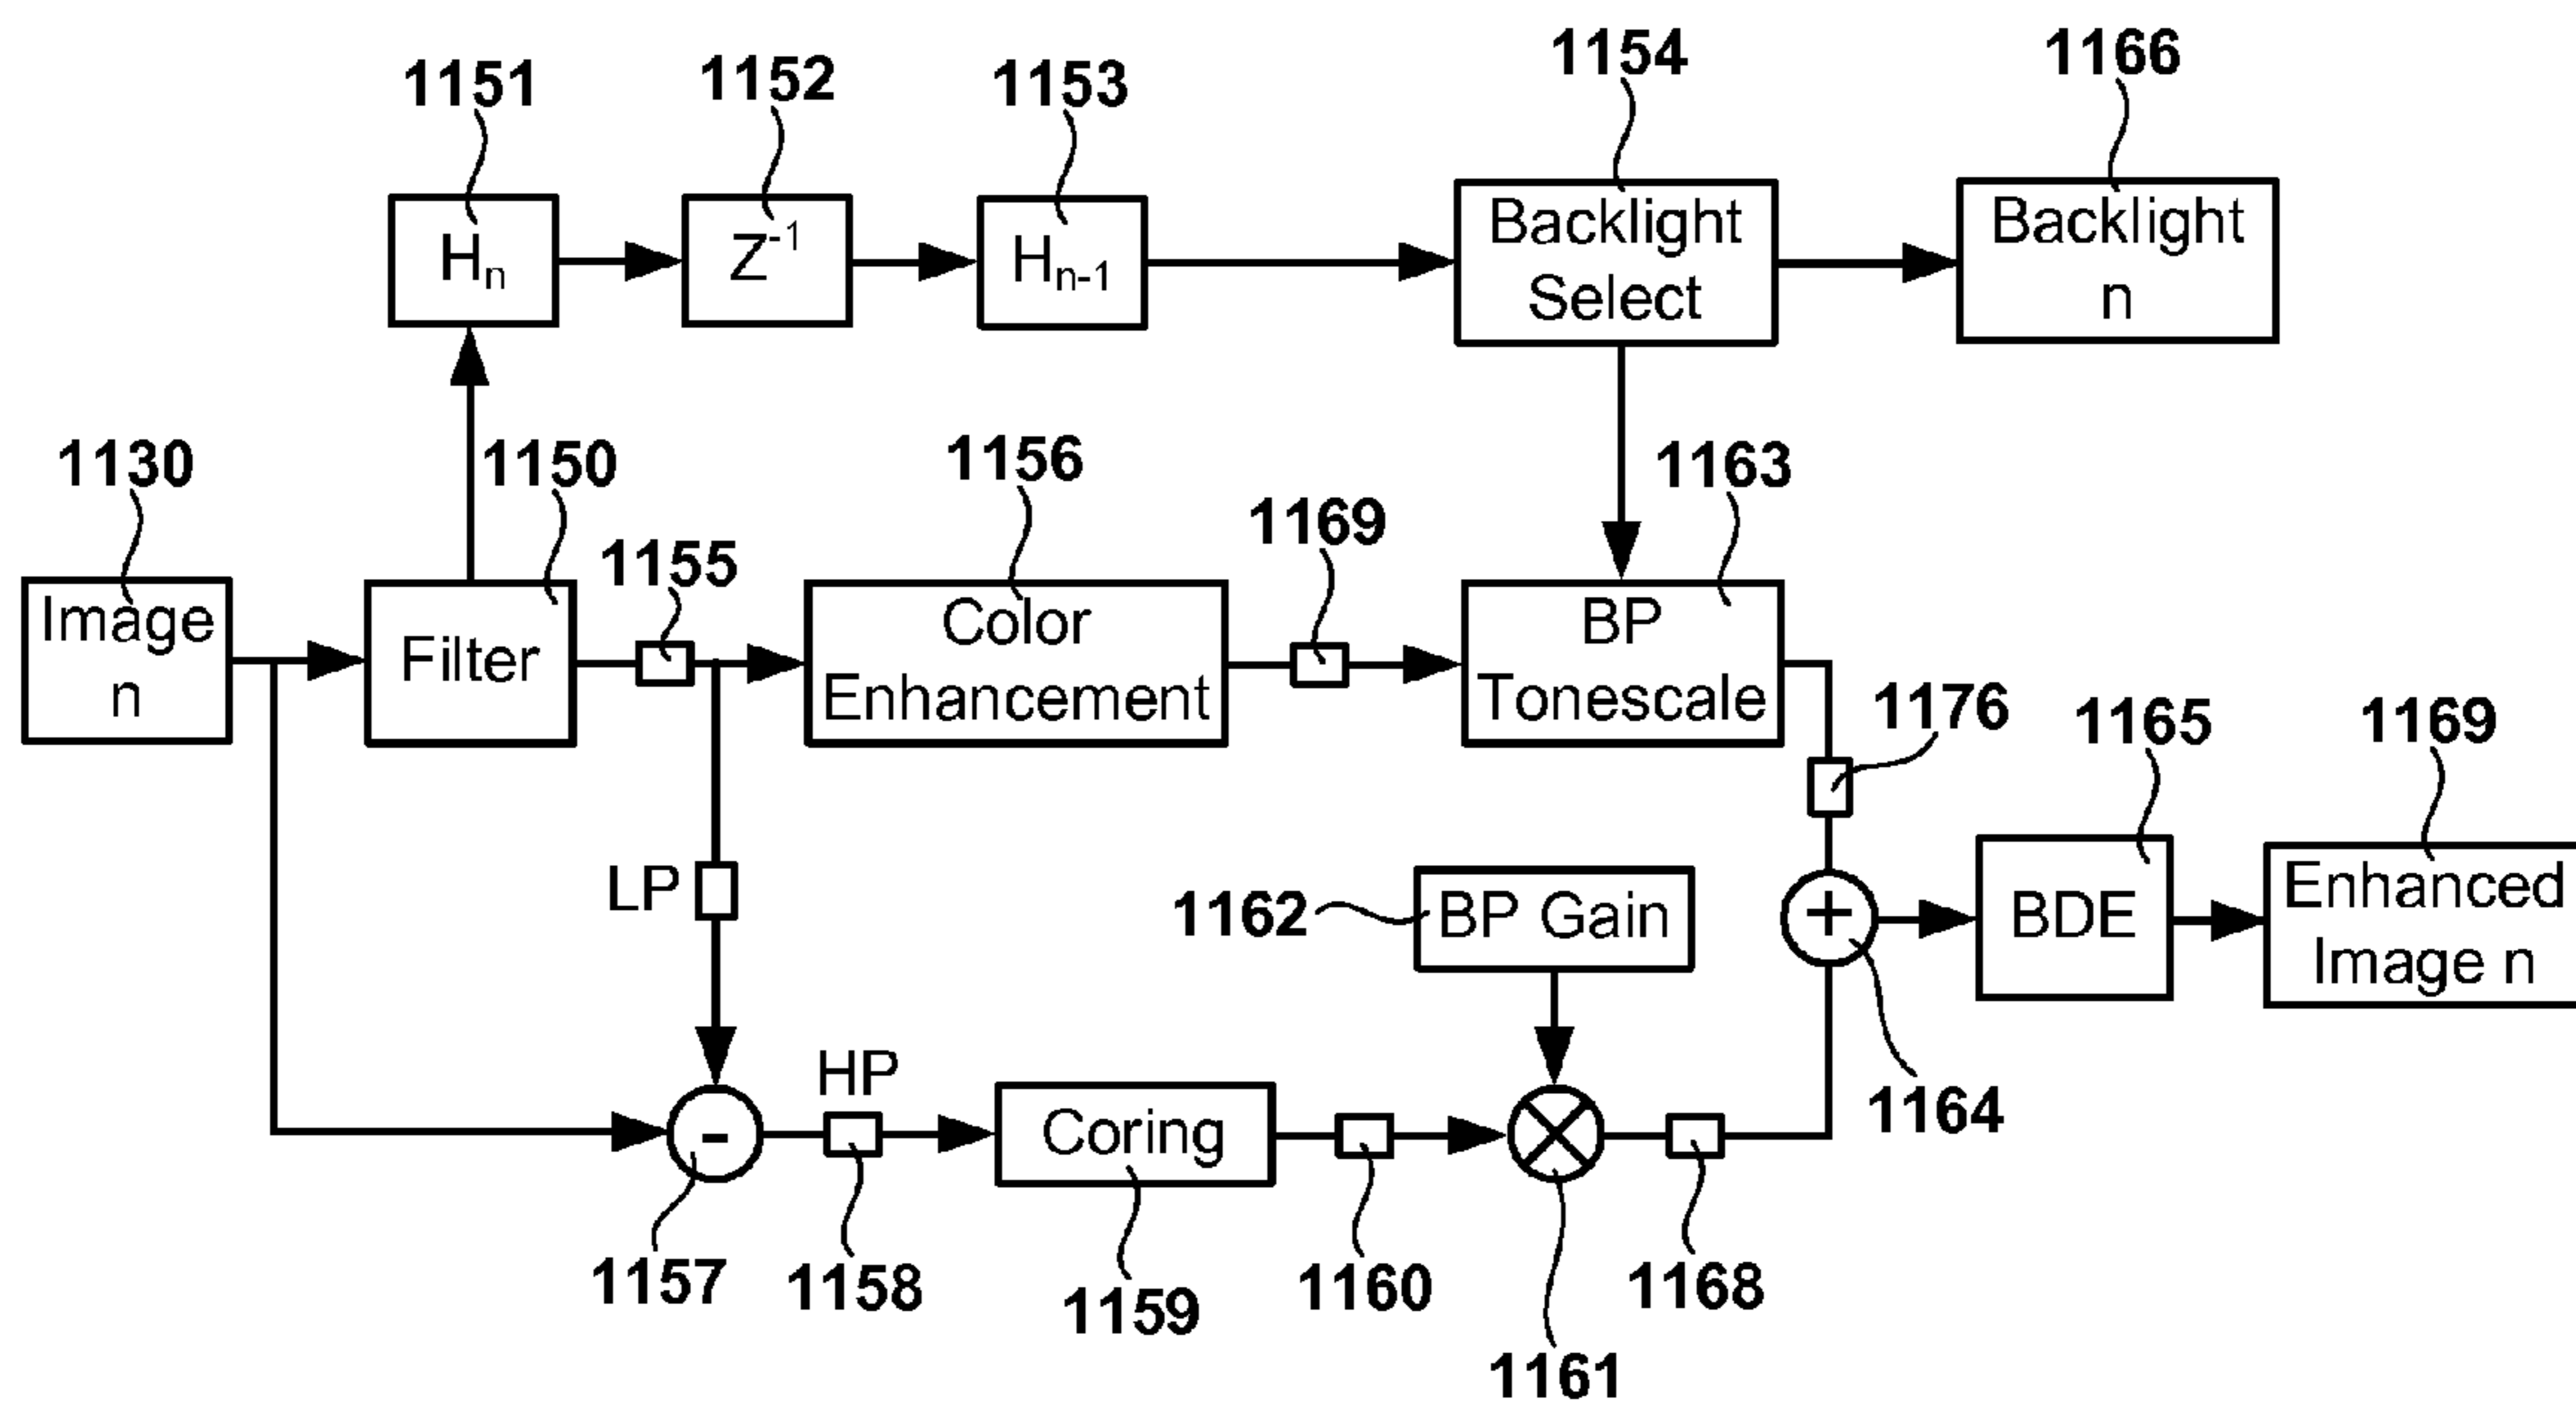 1151
1152
1153
1154
1166
Hn
Z-1
Hn-1
Backlight
Select
Backlight
n
1130
1150
1155
1156
1169
1163
Image
n
Filter
Color
Enhancement
BP
Tonescale
1176
1165
1169
LP
1162
BP Gain
+
BDE
Enhanced
Image n
HP
-
Coring
1164
1157
1158
1159
1160
1168
1161